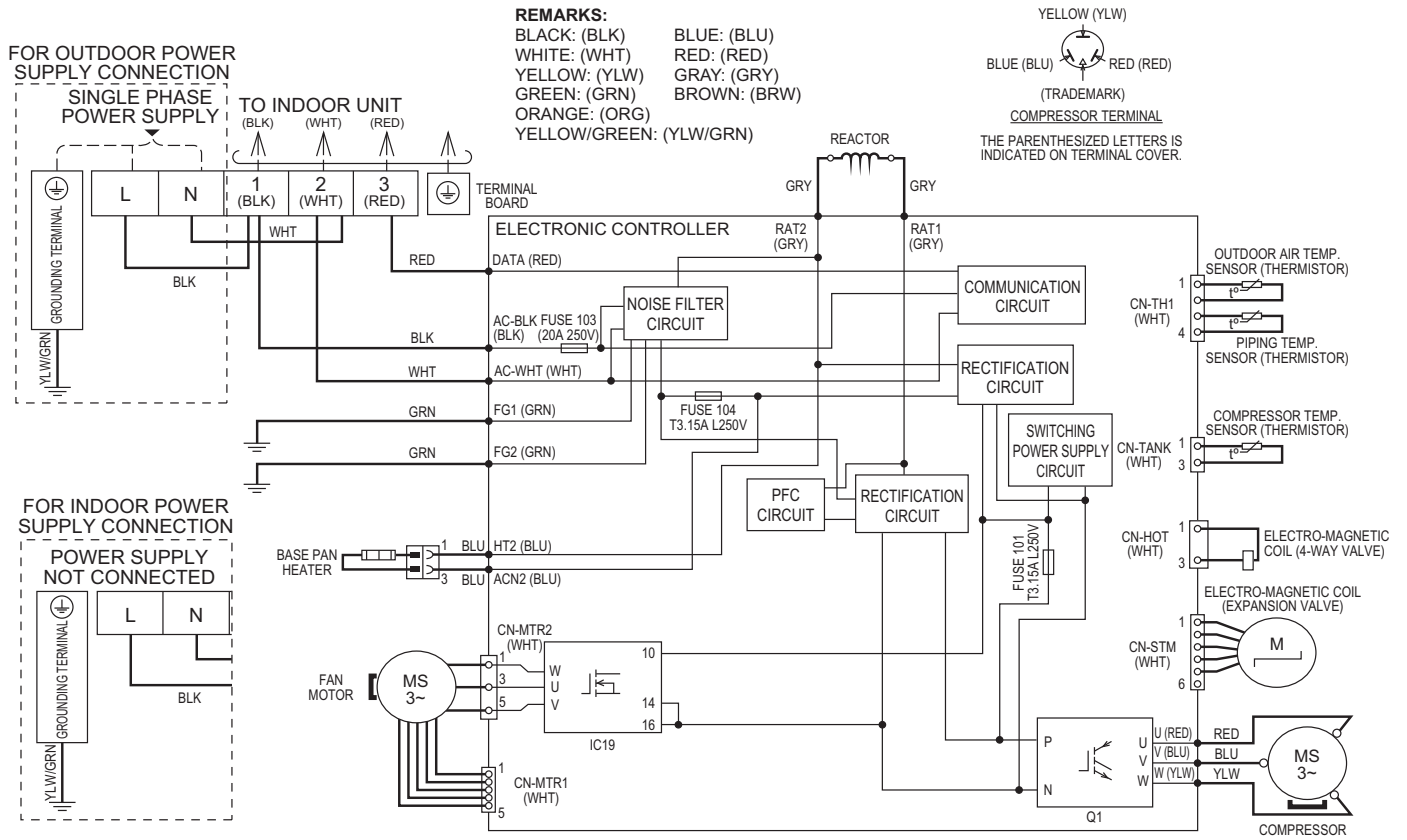 REMARKS:
BLACK: (BLK) BLUE: (BLU)
WHITE: (WHT) RED: (RED)
YELLOW: (YLW) GRAY: (GRY)
GREEN: (GRN) BROWN: (BRW)
ORANGE: (ORG)
YELLOW/GREEN: (YLW/GRN)
YELLOW (YLW)
BLUE (BLU)
RED (RED)
(TRADEMARK)
COMPRESSOR TERMINAL
THE PARENTHESIZED LETTERS IS
INDICATED ON TERMINAL COVER.
FOR OUTDOOR POWER
SUPPLY CONNECTION
SINGLE PHASE
POWER SUPPLY
TO INDOOR UNIT
(BLK) (WHT) (RED)
L N 1 2 3
(BLK) (WHT) (RED)
TERMINAL
BOARD
GROUNDING TERMINAL
YLW/GRN
WHT
BLK
RED
BLK
WHT
GRN
GRN
REACTOR
GRY GRY
ELECTRONIC CONTROLLER
RAT2
(GRY)
RAT1
(GRY)
DATA (RED)
AC-BLK
(BLK)
FUSE 103
(20A 250V)
AC-WHT (WHT)
FG1 (GRN)
FG2 (GRN)
NOISE FILTER
CIRCUIT
COMMUNICATION
CIRCUIT
RECTIFICATION
CIRCUIT
FUSE 104
T3.15A L250V
SWITCHING
POWER SUPPLY
CIRCUIT
PFC
CIRCUIT
RECTIFICATION
CIRCUIT
FUSE 101
T3.15A L250V
OUTDOOR AIR TEMP.
SENSOR (THERMISTOR)
CN-TH1
(WHT)
1
4
t°
t°
PIPING TEMP.
SENSOR (THERMISTOR)
COMPRESSOR TEMP.
SENSOR (THERMISTOR)
CN-TANK
(WHT)
1
3
t°
CN-HOT
(WHT)
1
3
ELECTRO-MAGNETIC
COIL (4-WAY VALVE)
ELECTRO-MAGNETIC COIL
(EXPANSION VALVE)
CN-STM
(WHT)
1
6
M
FOR INDOOR POWER
SUPPLY CONNECTION
POWER SUPPLY
NOT CONNECTED
L N
GROUNDING TERMINAL
YLW/GRN
BLK
BASE PAN
HEATER
1
3
BLU
BLU
HT2 (BLU)
ACN2 (BLU)
CN-MTR2
(WHT)
1
3
5
W
U
V
10
14
16
IC19
FAN
MOTOR
MS
3~
CN-MTR1
(WHT)
1
5
P
N
U
V
W
Q1
U (RED)
V (BLU)
W (YLW)
RED
BLU
YLW
MS
3~
COMPRESSOR